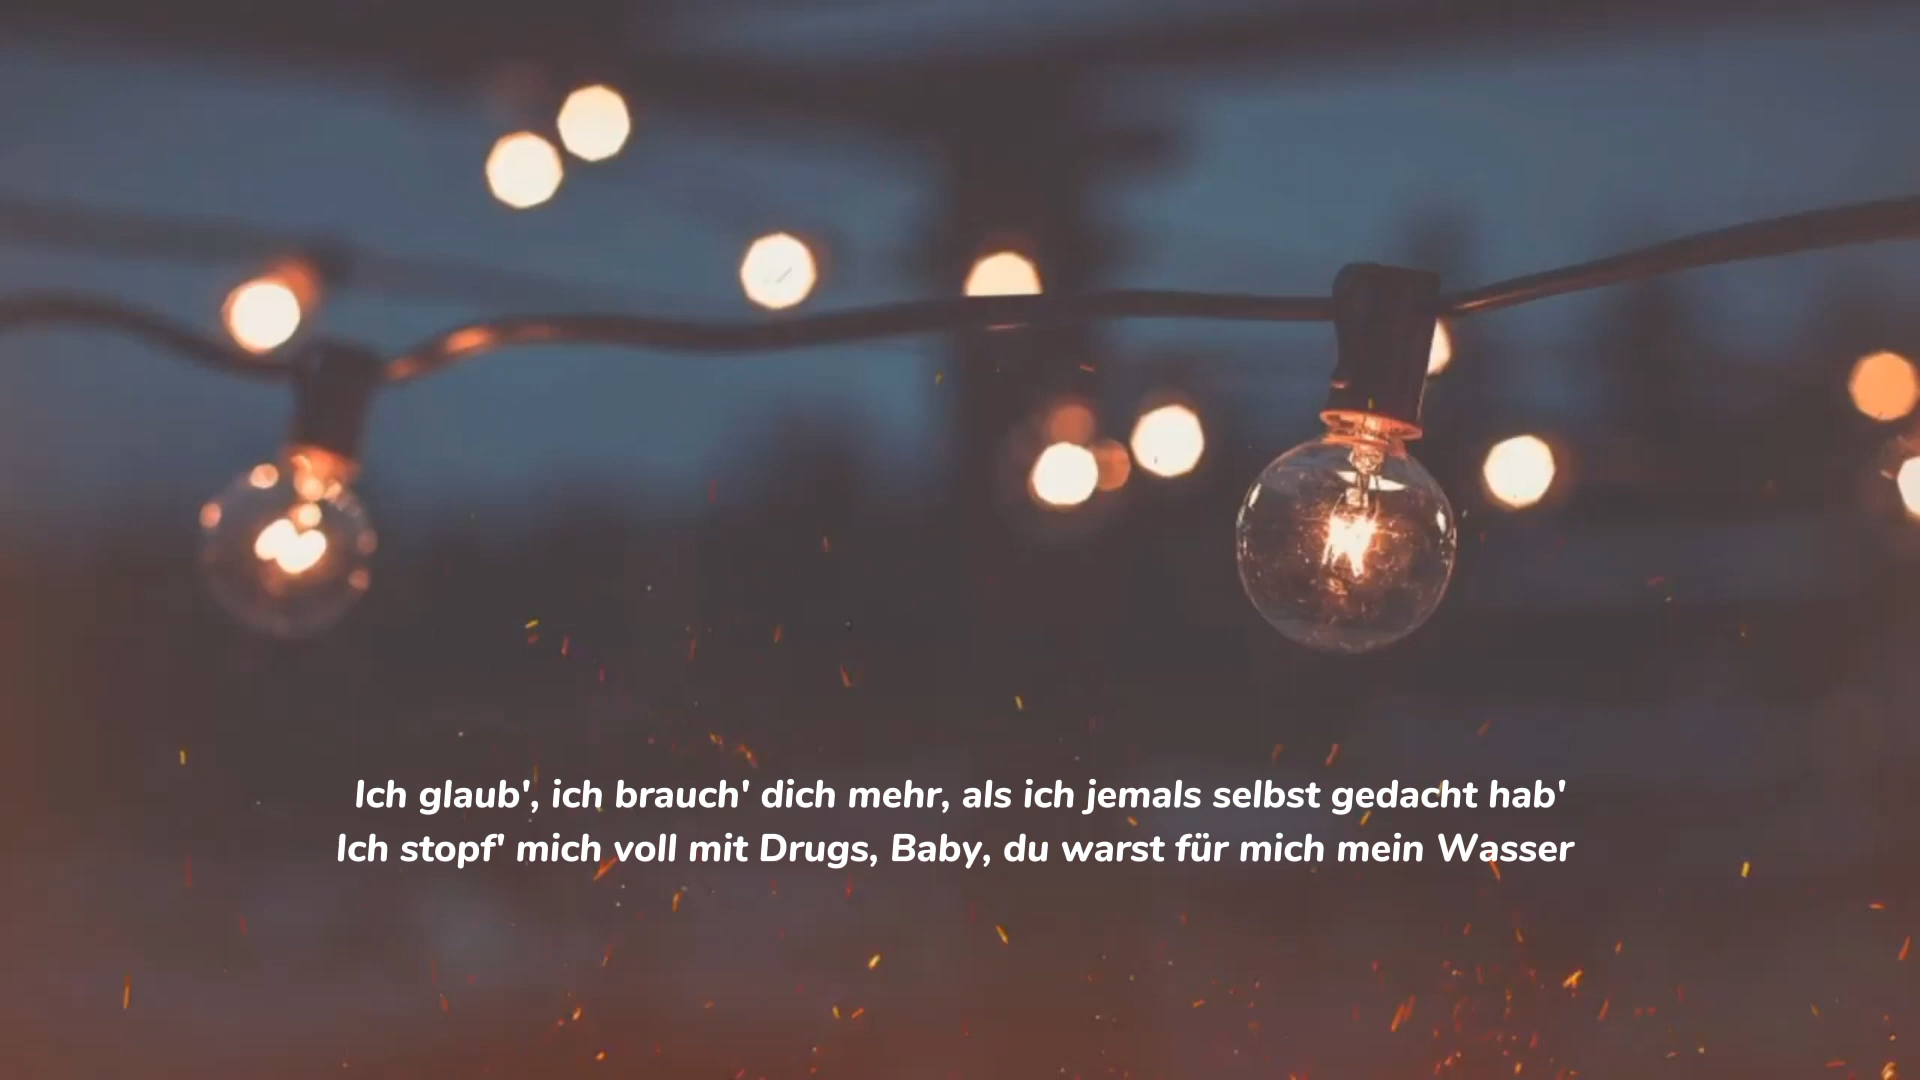 Ich glaub', ich brauch' dich mehr, als ich jemals selbst gedacht hab'
Ich stopf' mich voll mit Drugs, Baby, du warst für mich mein Wasser